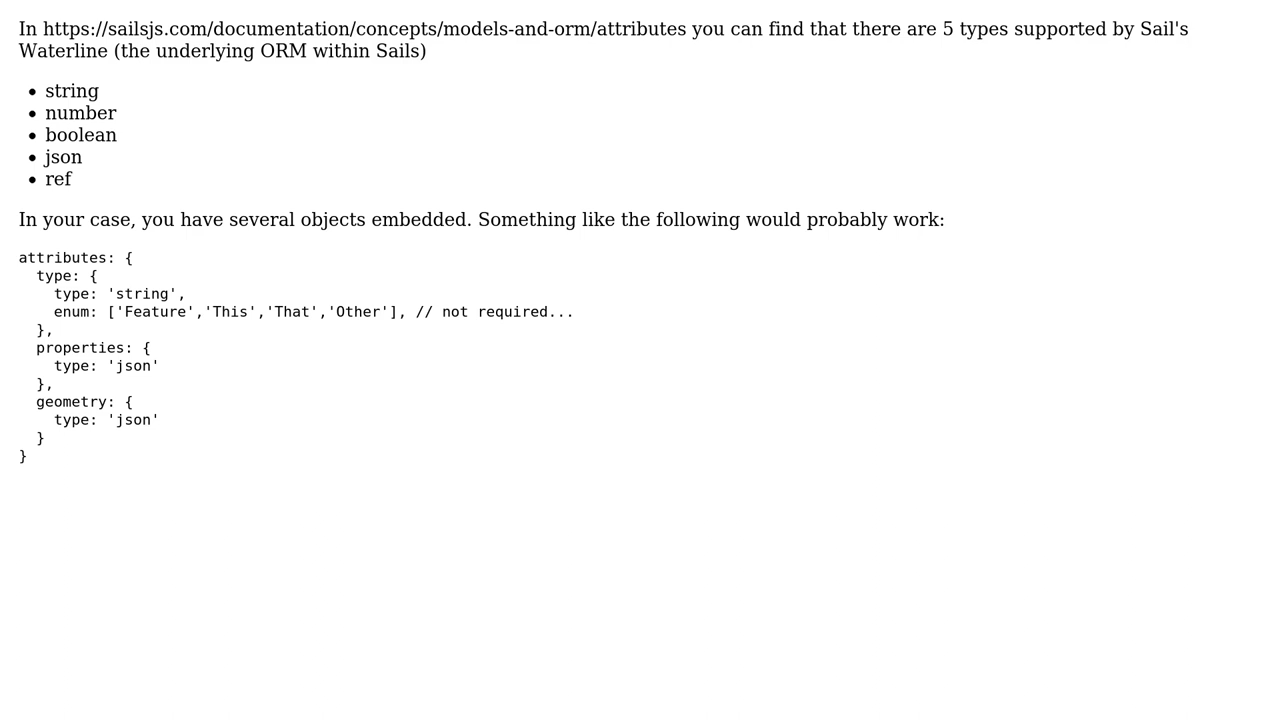 In https://sailsjs.com/documentation/concepts/models-and-orm/attributes you can find that there are 5 types supported by Sail's
Waterline (the underlying ORM within Sails)
• string
• number
• boolean
• json
• ref
In your case, you have several objects embedded. Something like the following would probably work:
attributes: {
  type: {
    type: 'string',
    enum: ['Feature','This','That','Other'], // not required...
  },
  properties: {
    type: 'json'
  },
  geometry: {
    type: 'json'
  }
}